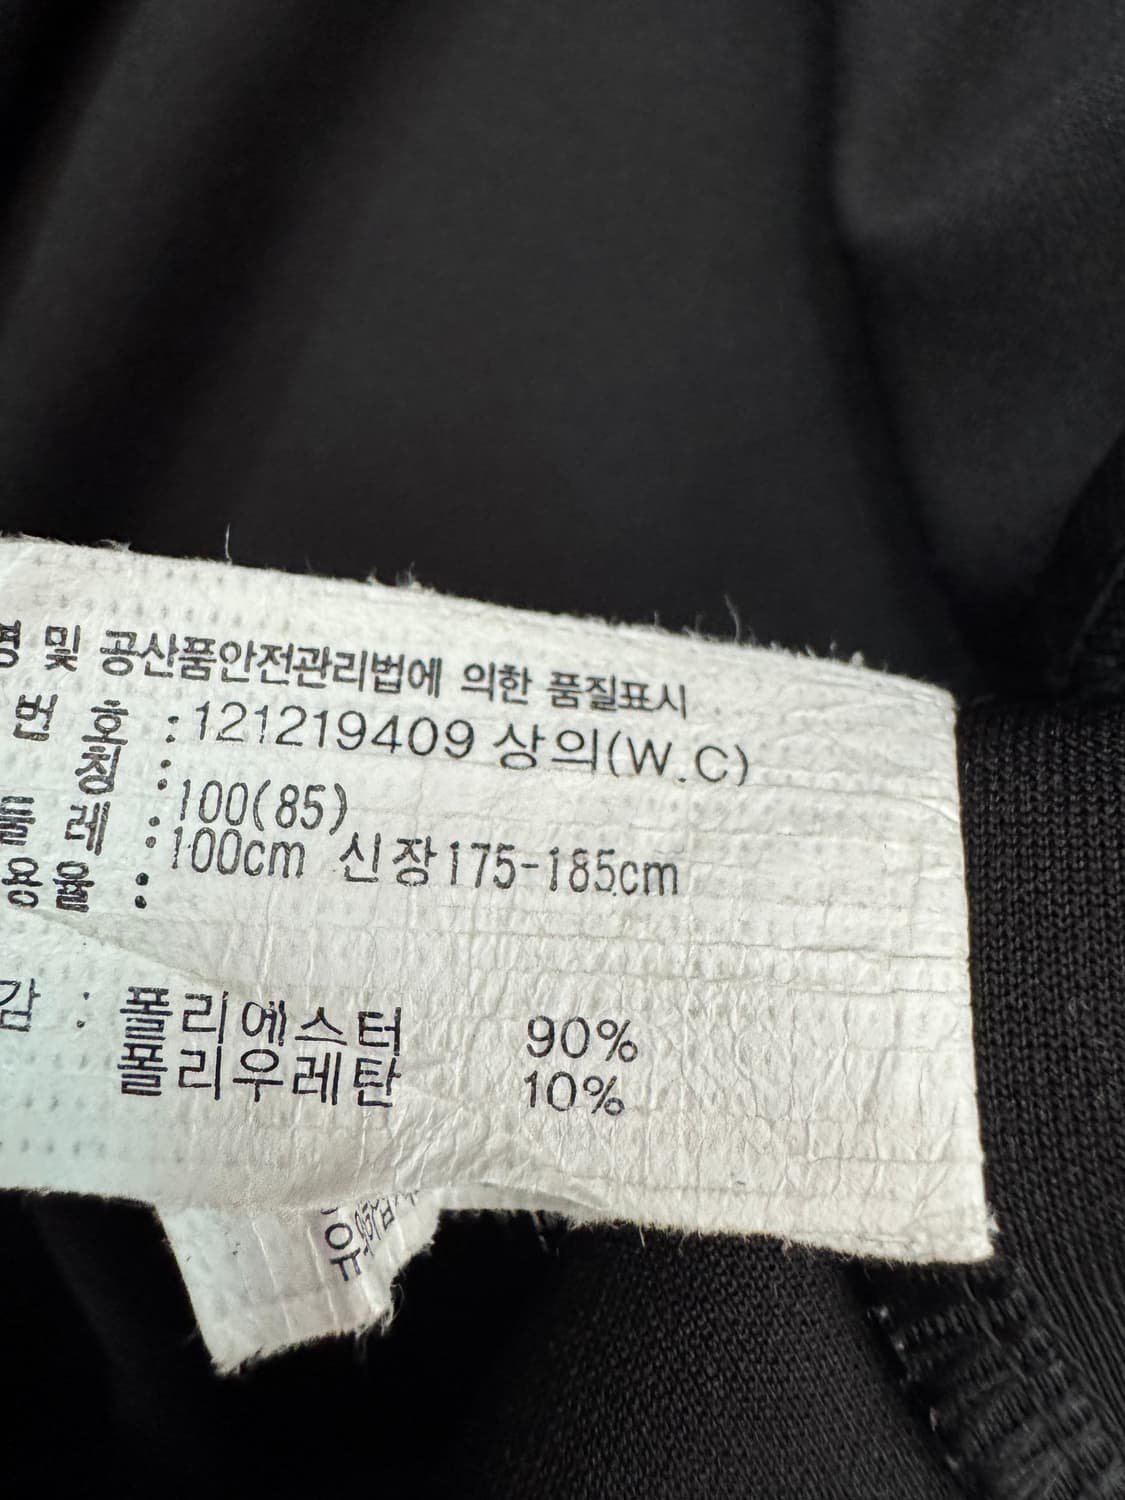 및 공산품안전관리법에 의한 품질표시
번 호 :121219409 상의(W.C)
칭 :100(85)
둘레 :100cm 신장175-185cm
용율 :
감 : 폴리에스터 90%
폴리우레탄 10%
유